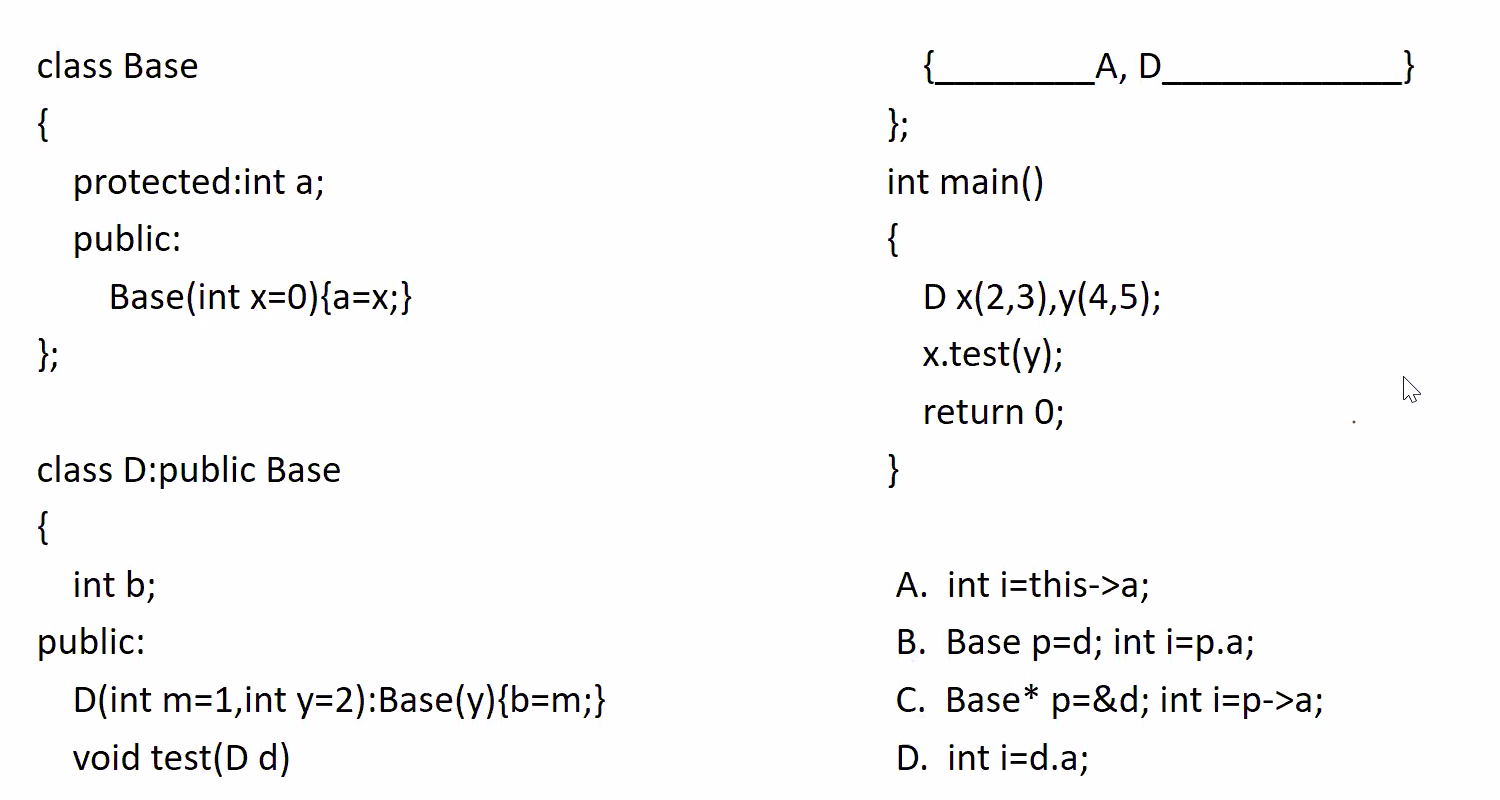 class Base
{
protected:int a;
public:
Base(int x=0){a=x;}
};
class D:public Base
{
int b;
public:
D(int m=1,int y=2):Base(y){b=m;}
void test(D d)
{________A, D____________}
};
int main()
{
D x(2,3),y(4,5);
x.test(y);
return 0;
}
A. int i=this->a;
B. Base p=d; int i=p.a;
C. Base* p=&d; int i=p->a;
D. int i=d.a;